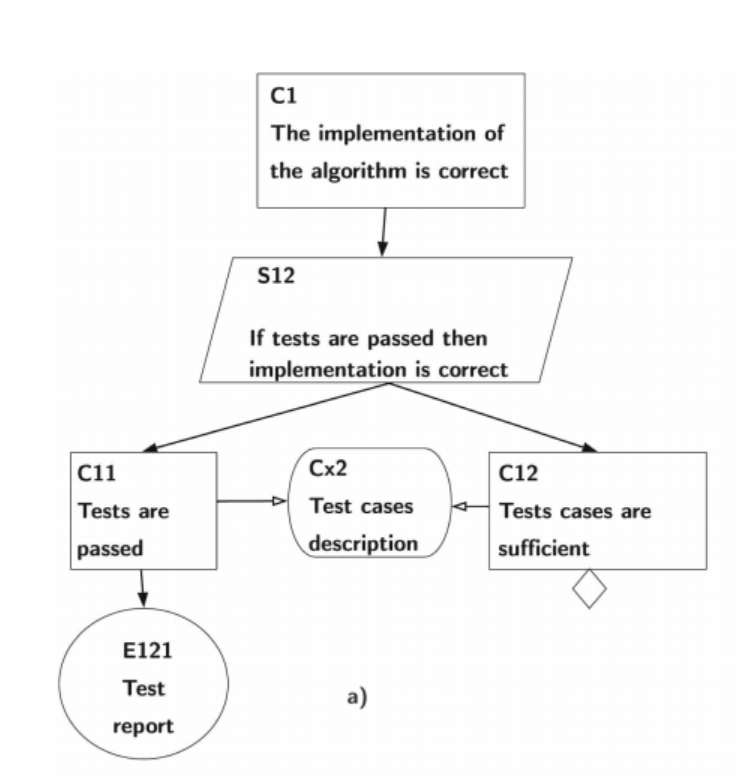 C1
The implementation of
the algorithm is correct
S12
If tests are passed then
implementation is correct
C11
Tests are
passed
Cx2
Test cases
description
C12
Tests cases are
sufficient
E121
Test
report
a)